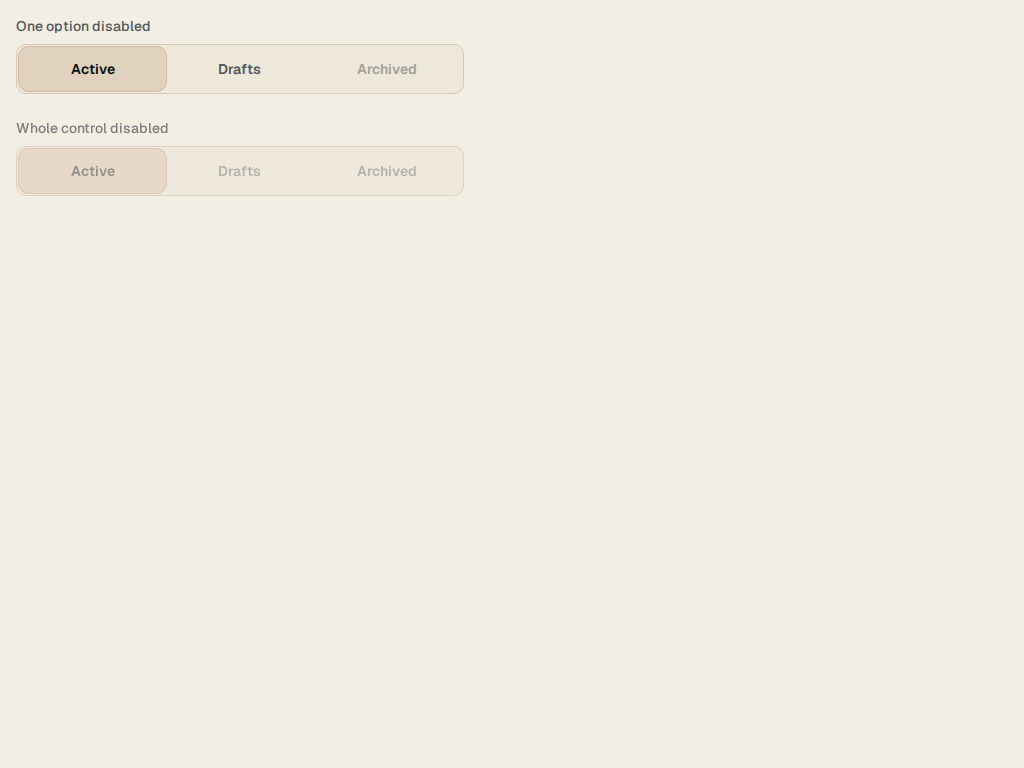 One option disabled
Active Drafts Archived
Whole control disabled
Active Drafts Archived